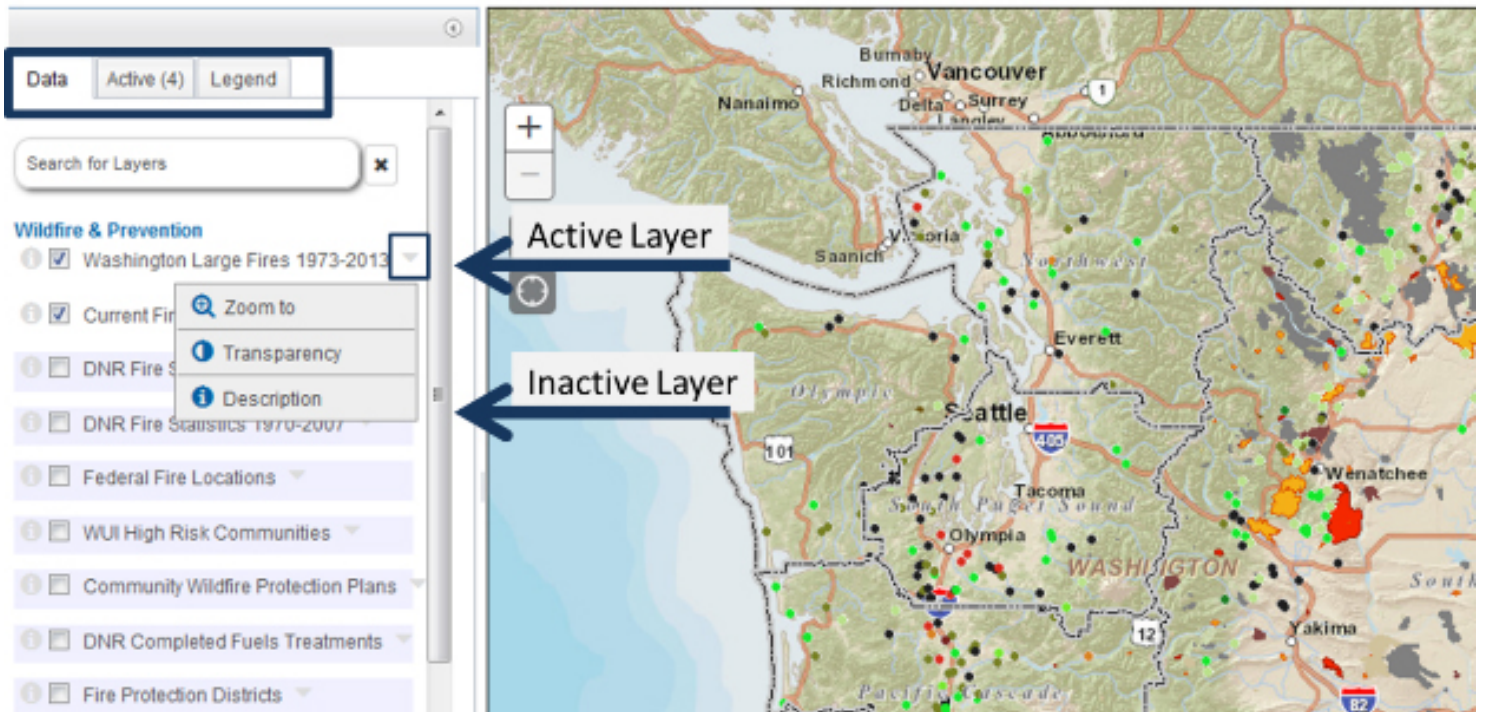 Data
Active (4)
Legend
Search for Layers
Wildfire & Prevention
Washington Large Fires 1973-2013
Current Fir
Zoom to
Transparency
Description
DNR Fire S
DNR Fire Statistics 1970-2007
Federal Fire Locations
WUI High Risk Communities
Community Wildfire Protection Plans
DNR Completed Fuels Treatments
Fire Protection Districts
Active Layer
Inactive Layer
Burnaby
Vancouver
Richmond
1
Nanaimo
Delta
Surrey
Langley
Abbotsford
+
−
Victoria
Saanich
Northwest
Everett
Olympic
Seattle
405
101
Wenatchee
Tacoma
South Puget Sound
Olympia
WASHINGTON
South
12
Yakima
Pacific Cascade
82